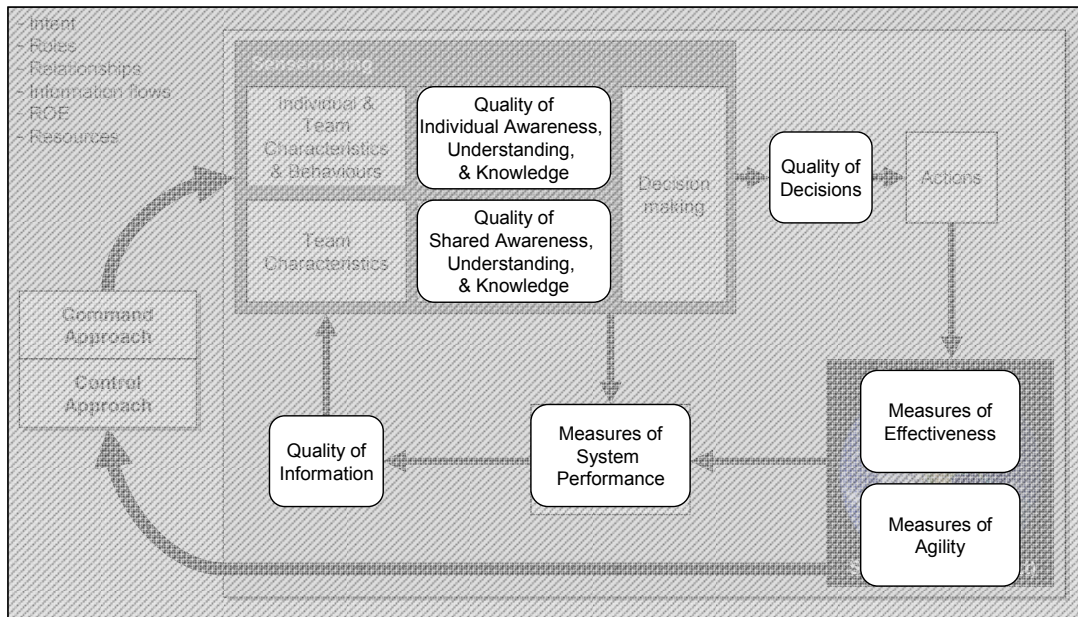 - Intent
- Roles
- Relationships
- Information flows
- ROE
- Resources
Sensemaking
Individual &
Team
Characteristics
& Behaviours
Quality of
Individual Awareness,
Understanding,
& Knowledge
Team
Characteristics
Quality of
Shared Awareness,
Understanding,
& Knowledge
Decision
making
Quality of
Decisions
Actions
Command
Approach
Control
Approach
Quality of
Information
Measures of
System
Performance
Measures of
Effectiveness
Measures of
Agility